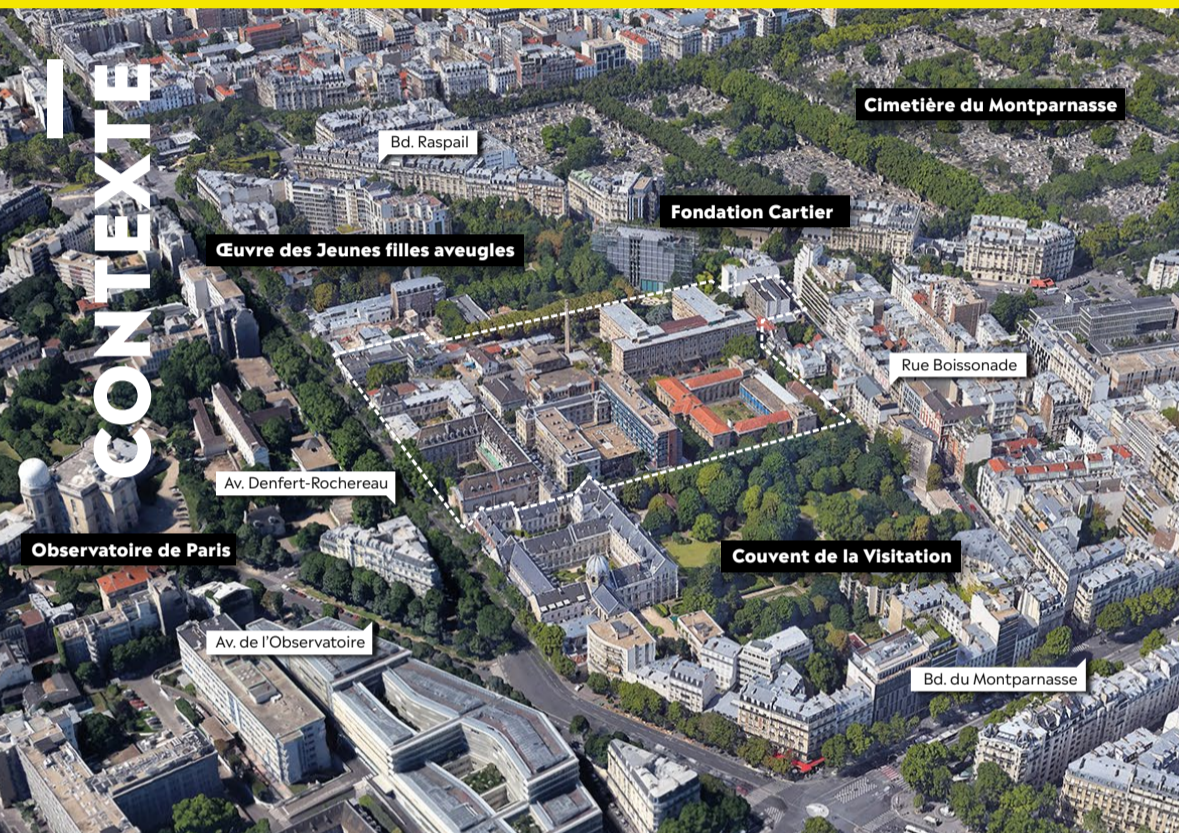 CONTEXTE
Cimetière du Montparnasse
Bd. Raspail
Fondation Cartier
Œuvre des Jeunes filles aveugles
Rue Boissonade
Av. Denfert-Rochereau
Observatoire de Paris
Couvent de la Visitation
Av. de l'Observatoire
Bd. du Montparnasse